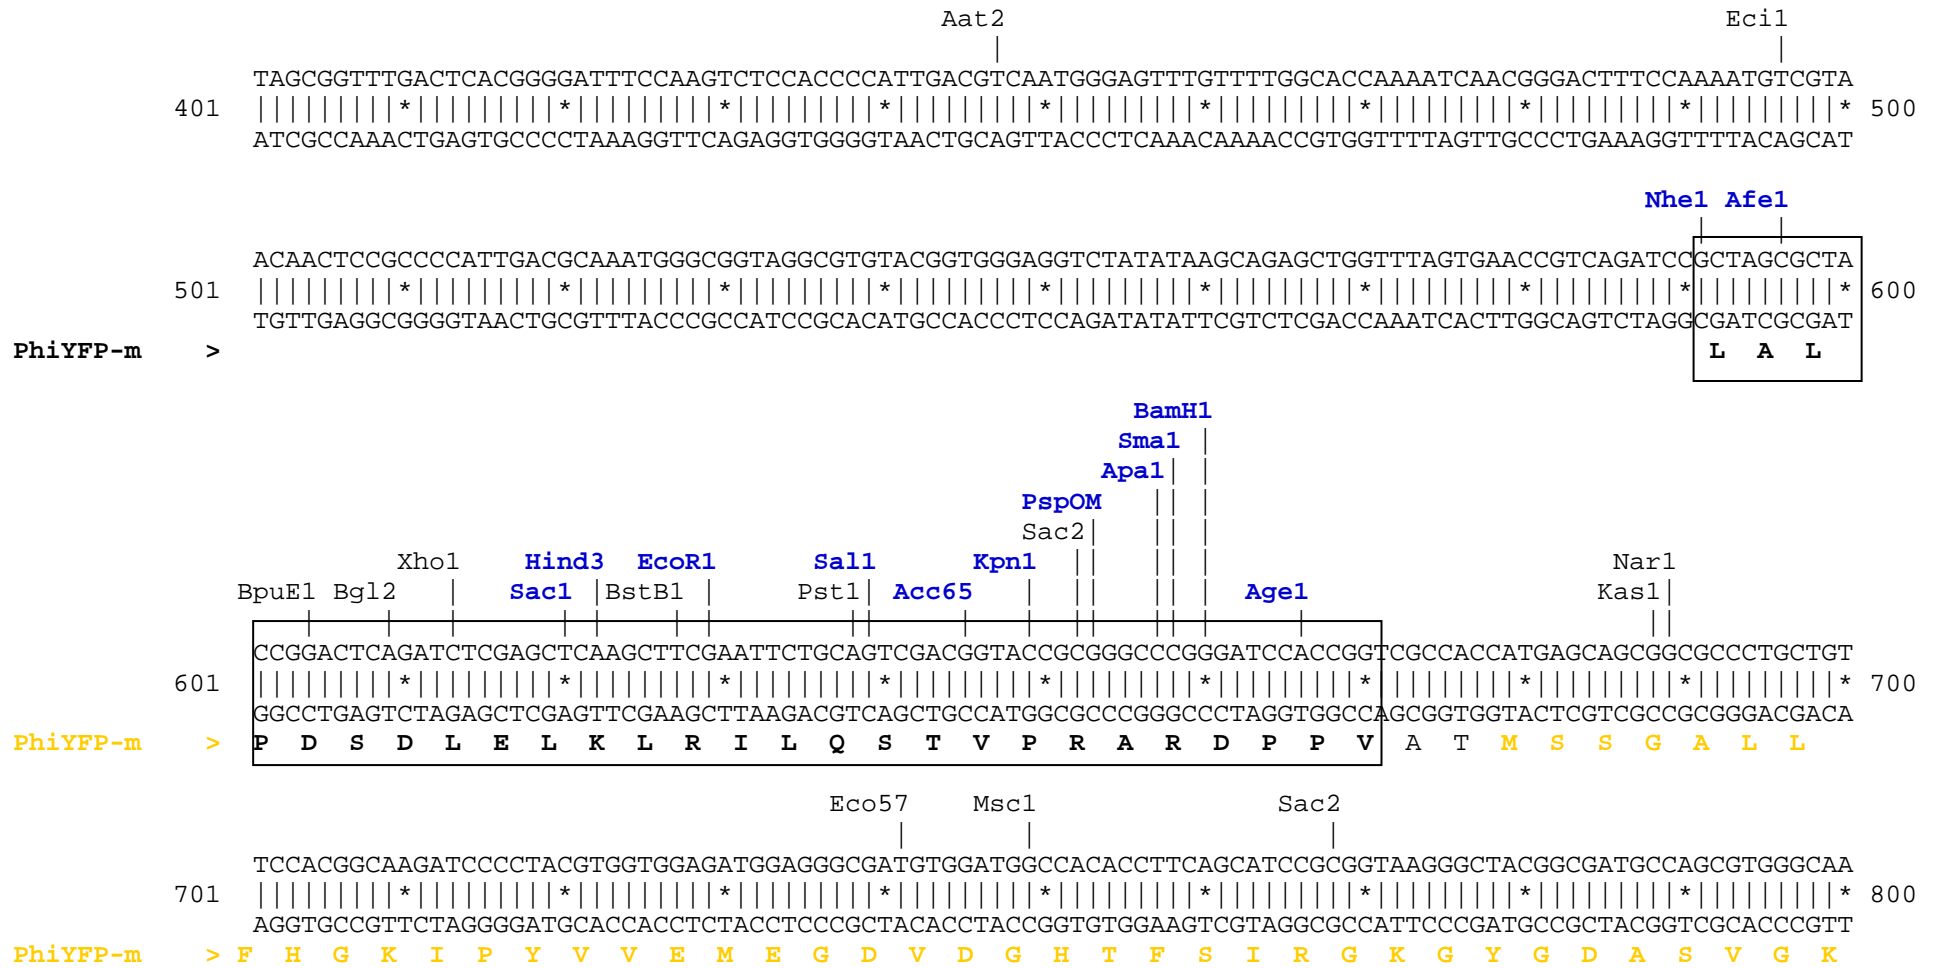 Aat2 Eci1
TAGCGGTTTGACTCACGGGGATTTCCAAGTCTCCACCCCATTGACGTCAATGGGAGTTTGTTTTGGCACCAAAATCAACGGGACTTTCCAAAATGTCGTA
401 |||||||||*|||||||||*|||||||||*|||||||||*|||||||||*|||||||||*|||||||||*|||||||||*|||||||||*|||||||||* 500
ATCGCCAAACTGAGTGCCCCTAAAGGTTCAGAGGTGGGGTAACTGCAGTTACCCTCAAACAAAACCGTGGTTTTAGTTGCCCTGAAAGGTTTTACAGCAT
Nhe1 Afe1
ACAACTCCGCCCCATTGACGCAAATGGGCGGTAGGCGTGTACGGTGGGAGGTCTATATAAGCAGAGCTGGTTTAGTGAACCGTCAGATCCGCTAGCGCTA
501 |||||||||*|||||||||*|||||||||*|||||||||*|||||||||*|||||||||*|||||||||*|||||||||*|||||||||*|||||||||* 600
TGTTGAGGCGGGGTAACTGCGTTTACCCGCCATCCGCACATGCCACCCTCCAGATATATTCGTCTCGACCAAATCACTTGGCAGTCTAGGCGATCGCGAT
PhiYFP-m > L A L
BamH1
Sma1
Apa1
PspOM
Sac2
Xho1 Hind3 EcoR1 Sal1 Kpn1 Nar1
BpuE1 Bgl2 Sac1 BstB1 Pst1 Acc65 Age1 Kas1
CCGGACTCAGATCTCGAGCTCAAGCTTCGAATTCTGCAGTCGACGGTACCGCGGGCCCGGGATCCACCGGTCGCCACCATGAGCAGCGGCGCCCTGCTGT
601 |||||||||*|||||||||*|||||||||*|||||||||*|||||||||*|||||||||*|||||||||*|||||||||*|||||||||*|||||||||* 700
GGCCTGAGTCTAGAGCTCGAGTTCGAAGCTTAAGACGTCAGCTGCCATGGCGCCCGGGCCCTAGGTGGCCAGCGGTGGTACTCGTCGCCGCGGGACGACA
PhiYFP-m > P D S D L E L K L R I L Q S T V P R A R D P P V A T M S S G A L L
Eco57 Msc1 Sac2
TCCACGGCAAGATCCCCTACGTGGTGGAGATGGAGGGCGATGTGGATGGCCACACCTTCAGCATCCGCGGTAAGGGCTACGGCGATGCCAGCGTGGGCAA
701 |||||||||*|||||||||*|||||||||*|||||||||*|||||||||*|||||||||*|||||||||*|||||||||*|||||||||*|||||||||* 800
AGGTGCCGTTCTAGGGGATGCACCACCTCTACCTCCCGCTACACCTACCGGTGTGGAAGTCGTAGGCGCCATTCCCGATGCCGCTACGGTCGCACCCGTT
PhiYFP-m > F H G K I P Y V V E M E G D V D G H T F S I R G K G Y G D A S V G K